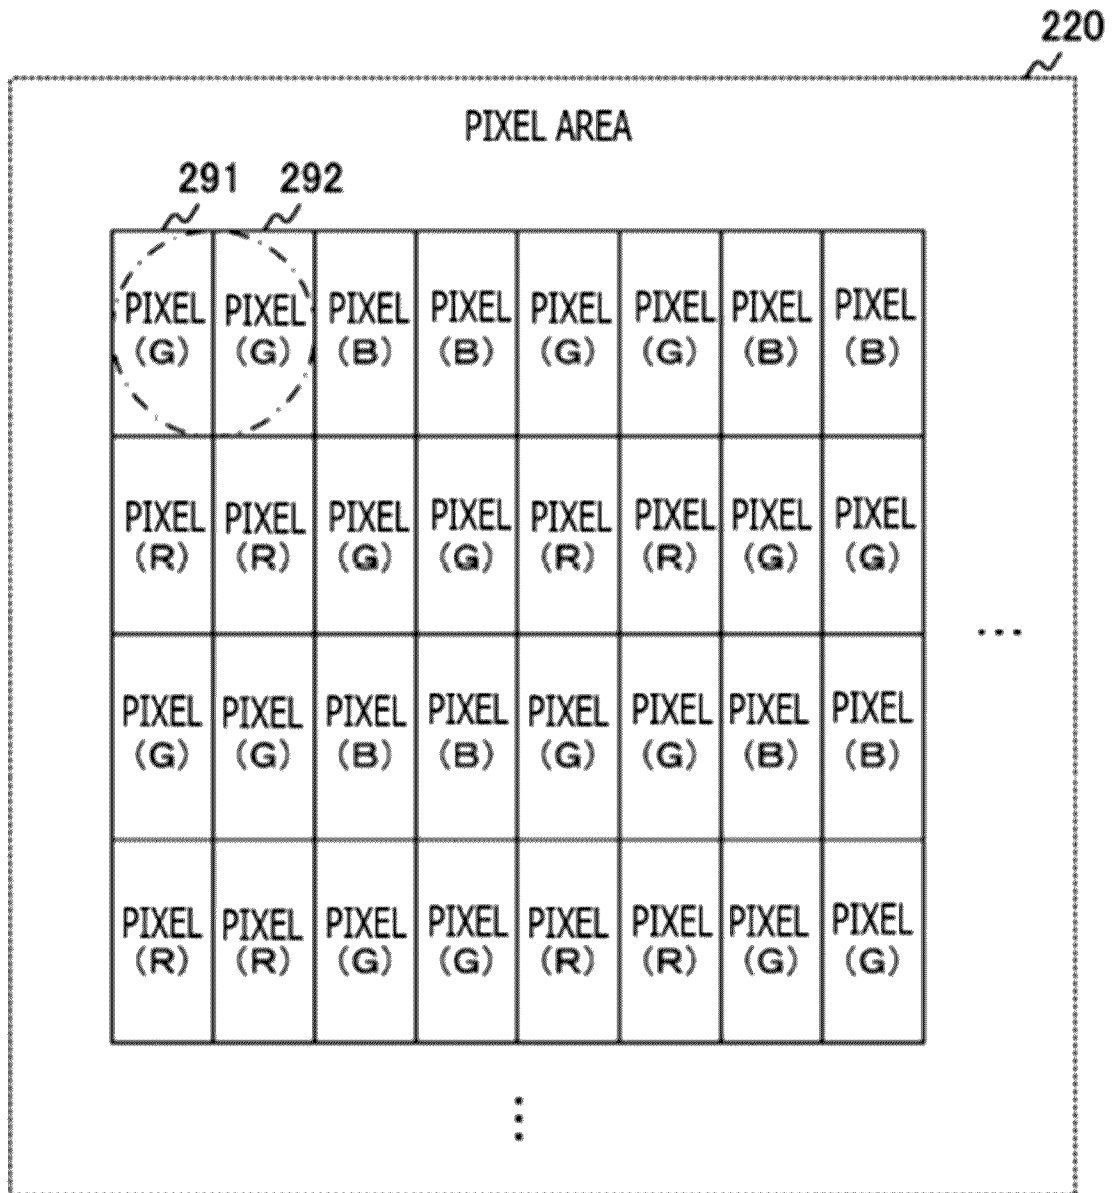 220
PIXEL AREA
291 292
PIXEL PIXEL PIXEL PIXEL PIXEL PIXEL PIXEL PIXEL
(G) (G) (B) (B) (G) (G) (B) (B)
PIXEL PIXEL PIXEL PIXEL PIXEL PIXEL PIXEL PIXEL
(R) (R) (G) (G) (R) (R) (G) (G)
...
PIXEL PIXEL PIXEL PIXEL PIXEL PIXEL PIXEL PIXEL
(G) (G) (B) (B) (G) (G) (B) (B)
PIXEL PIXEL PIXEL PIXEL PIXEL PIXEL PIXEL PIXEL
(R) (R) (G) (G) (R) (R) (G) (G)